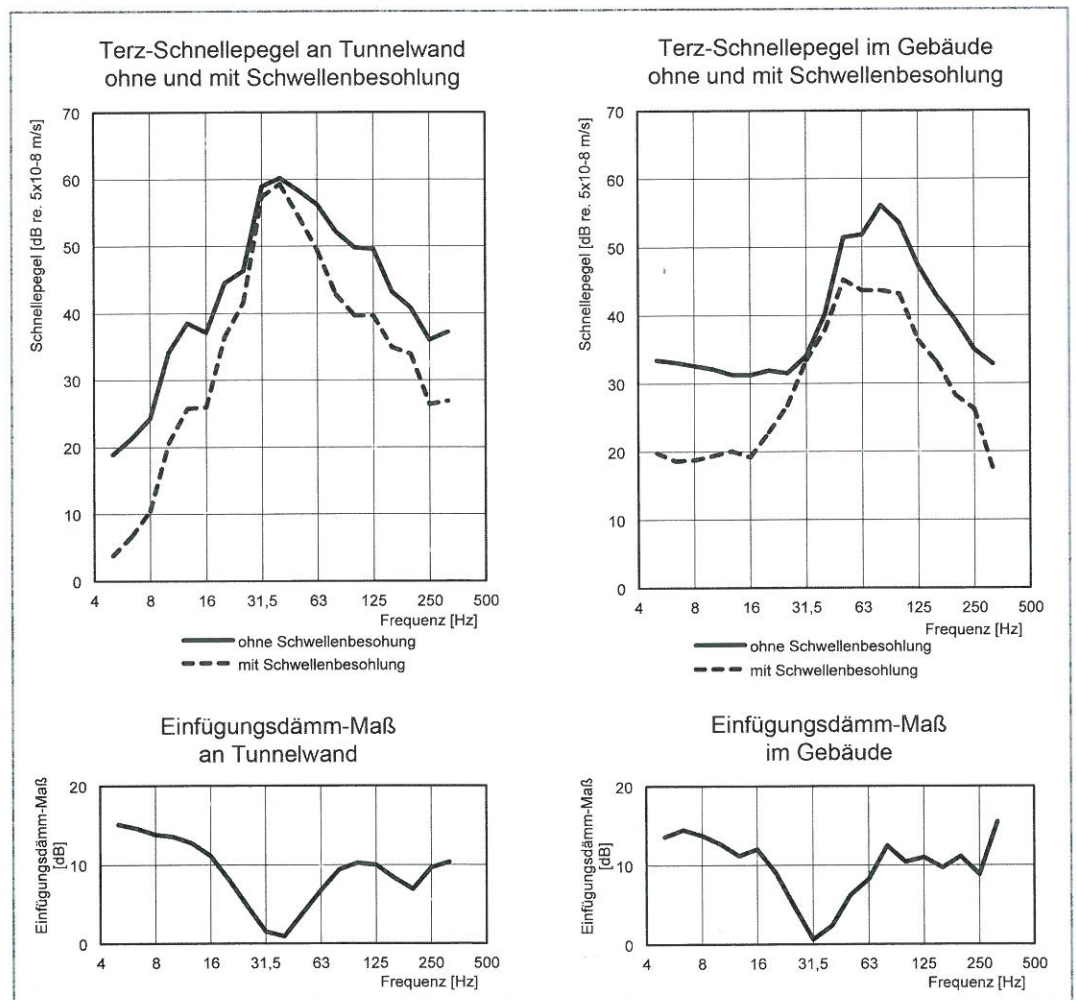 Terz-Schnellepegel an Tunnelwand
ohne und mit Schwellenbesohlung
Schnellepegel [dB re. 5x10-8 m/s]
70
60
50
40
30
20
10
0
4 8 16 31,5 63 125 250 500
Frequenz [Hz]
ohne Schwellenbesohung
mit Schwellenbesohlung
Terz-Schnellepegel im Gebäude
ohne und mit Schwellenbesohlung
Schnellepegel [dB re. 5x10-8 m/s]
70
60
50
40
30
20
10
0
4 8 16 31,5 63 125 250 500
Frequenz [Hz]
ohne Schwellenbesohlung
mit Schwellenbesohlung
Einfügungsdämm-Maß
an Tunnelwand
Einfügungsdämm-Maß
[dB]
20
10
0
4 8 16 31,5 63 125 250 500
Frequenz [Hz]
Einfügungsdämm-Maß
im Gebäude
Einfügungsdämm-Maß
[dB]
20
10
0
4 8 16 31,5 63 125 250 500
Frequenz [Hz]